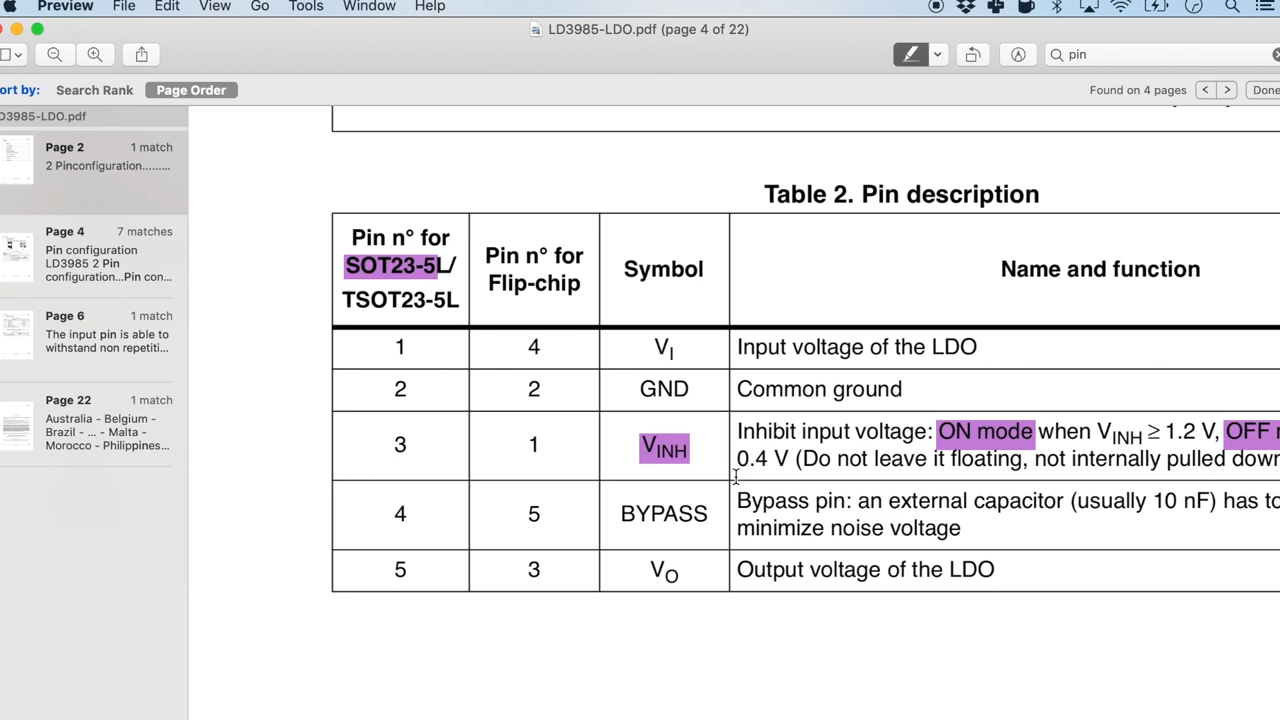 Preview File Edit View Go Tools Window Help
LD3985-LDO.pdf (page 4 of 22)
pin
ort by: Search Rank Page Order
Found on 4 pages < > Done
D3985-LDO.pdf
Page 2 1 match
2 Pinconfiguration.........
Page 4 7 matches
Pin configuration
LD3985 2 Pin
configuration...Pin con...
Page 6 1 match
The input pin is able to
withstand non repetiti...
Page 22 1 match
Australia - Belgium -
Brazil - ... - Malta -
Morocco - Philippines...
Table 2. Pin description
Pin n° for
SOT23-5L/
TSOT23-5L
Pin n° for
Flip-chip
Symbol
Name and function
1 4 VI Input voltage of the LDO
2 2 GND Common ground
3 1 VINH Inhibit input voltage: ON mode when VINH ≥ 1.2 V, OFF
0.4 V (Do not leave it floating, not internally pulled down
4 5 BYPASS Bypass pin: an external capacitor (usually 10 nF) has to
minimize noise voltage
5 3 VO Output voltage of the LDO